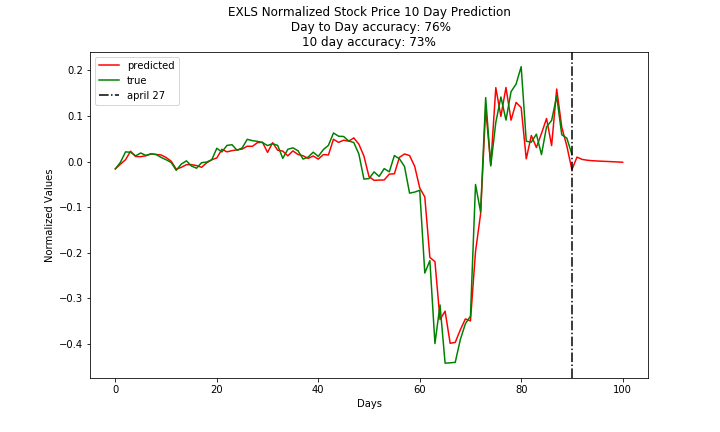 EXLS Normalized Stock Price 10 Day Prediction
Day to Day accuracy: 76%
10 day accuracy: 73%
predicted
true
april 27
Normalized Values
0.2
0.1
0.0
−0.1
−0.2
−0.3
−0.4
0 20 40 60 80 100
Days